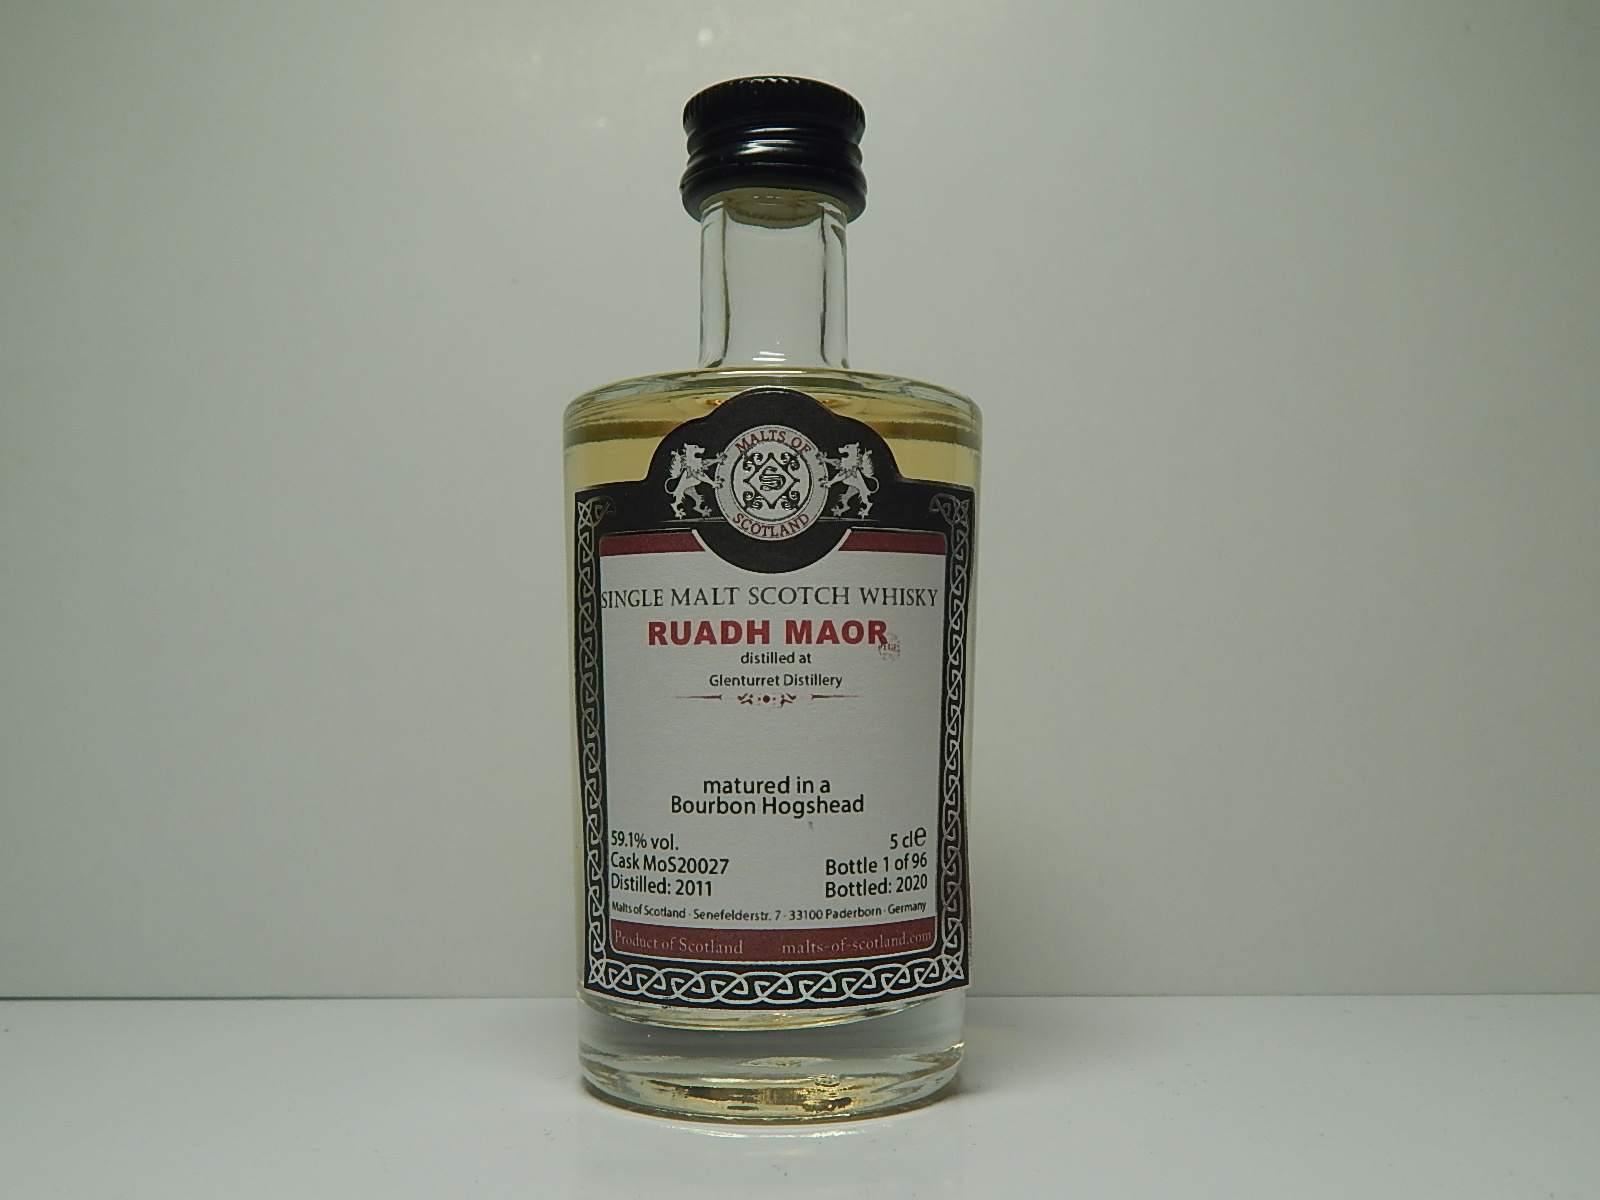 MALTS OF
S
SCOTLAND
SINGLE MALT SCOTCH WHISKY
RUADH MAOR
distilled at
Glenturret Distillery
matured in a
Bourbon Hogshead
59.1% vol. 5 cl e
Cask MoS20027 Bottle 1 of 96
Distilled: 2011 Bottled: 2020
Malts of Scotland · Senefelderstr. 7 · 33100 Paderborn · Germany
Product of Scotland malts-of-scotland.com